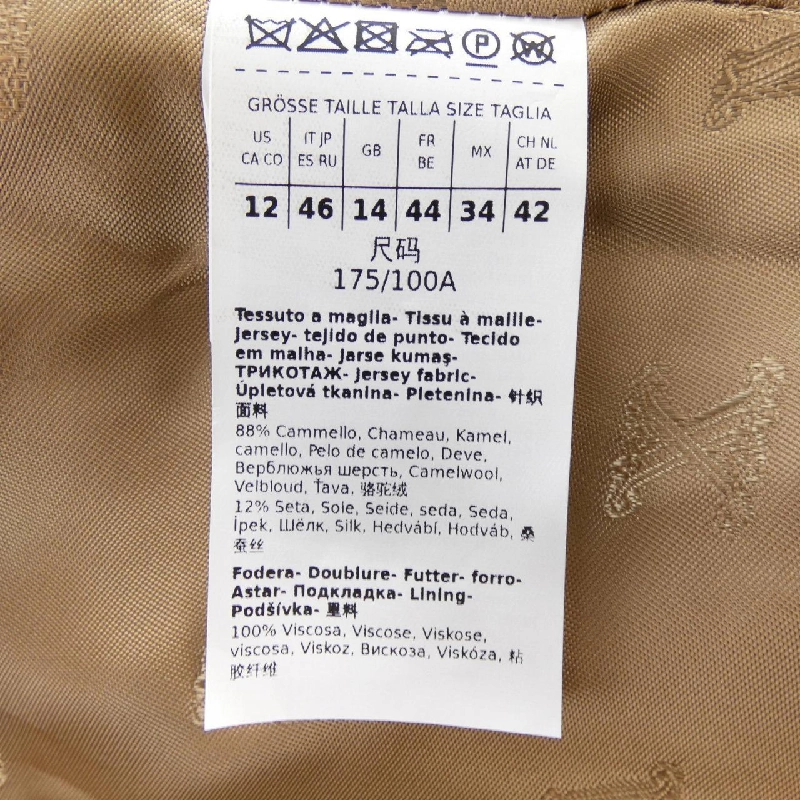 P
W
GRÖSSE TAILLE TALLA SIZE TAGLIA
US CA CO
IT JP ES RU
GB
FR BE
MX
CH NL AT DE
12 46 14 44 34 42
尺码
175/100A
Tessuto a maglia- Tissu à maille-
Jersey- tejido de punto- Tecido
em malha- Jarse kumaş-
ТРИКОТАЖ- Jersey fabric-
Úpletová tkanina- Pletenina- 针织
面料
88% Cammello, Chameau, Kamel,
camello, Pelo de camelo, Deve,
Верблюжья шерсть, Camelwool,
Velbloud, Ťava, 骆驼绒
12% Seta, Soie, Seide, seda, Seda,
İpek, Шёлк, Silk, Hedvábí, Hodváb, 桑
蚕丝
Fodera- Doublure- Futter- forro-
Astar- Подкладка- Lining-
Podšívka- 里料
100% Viscosa, Viscose, Viskose,
viscosa, Viskoz, Вискоза, Viskóza, 粘
胶纤维